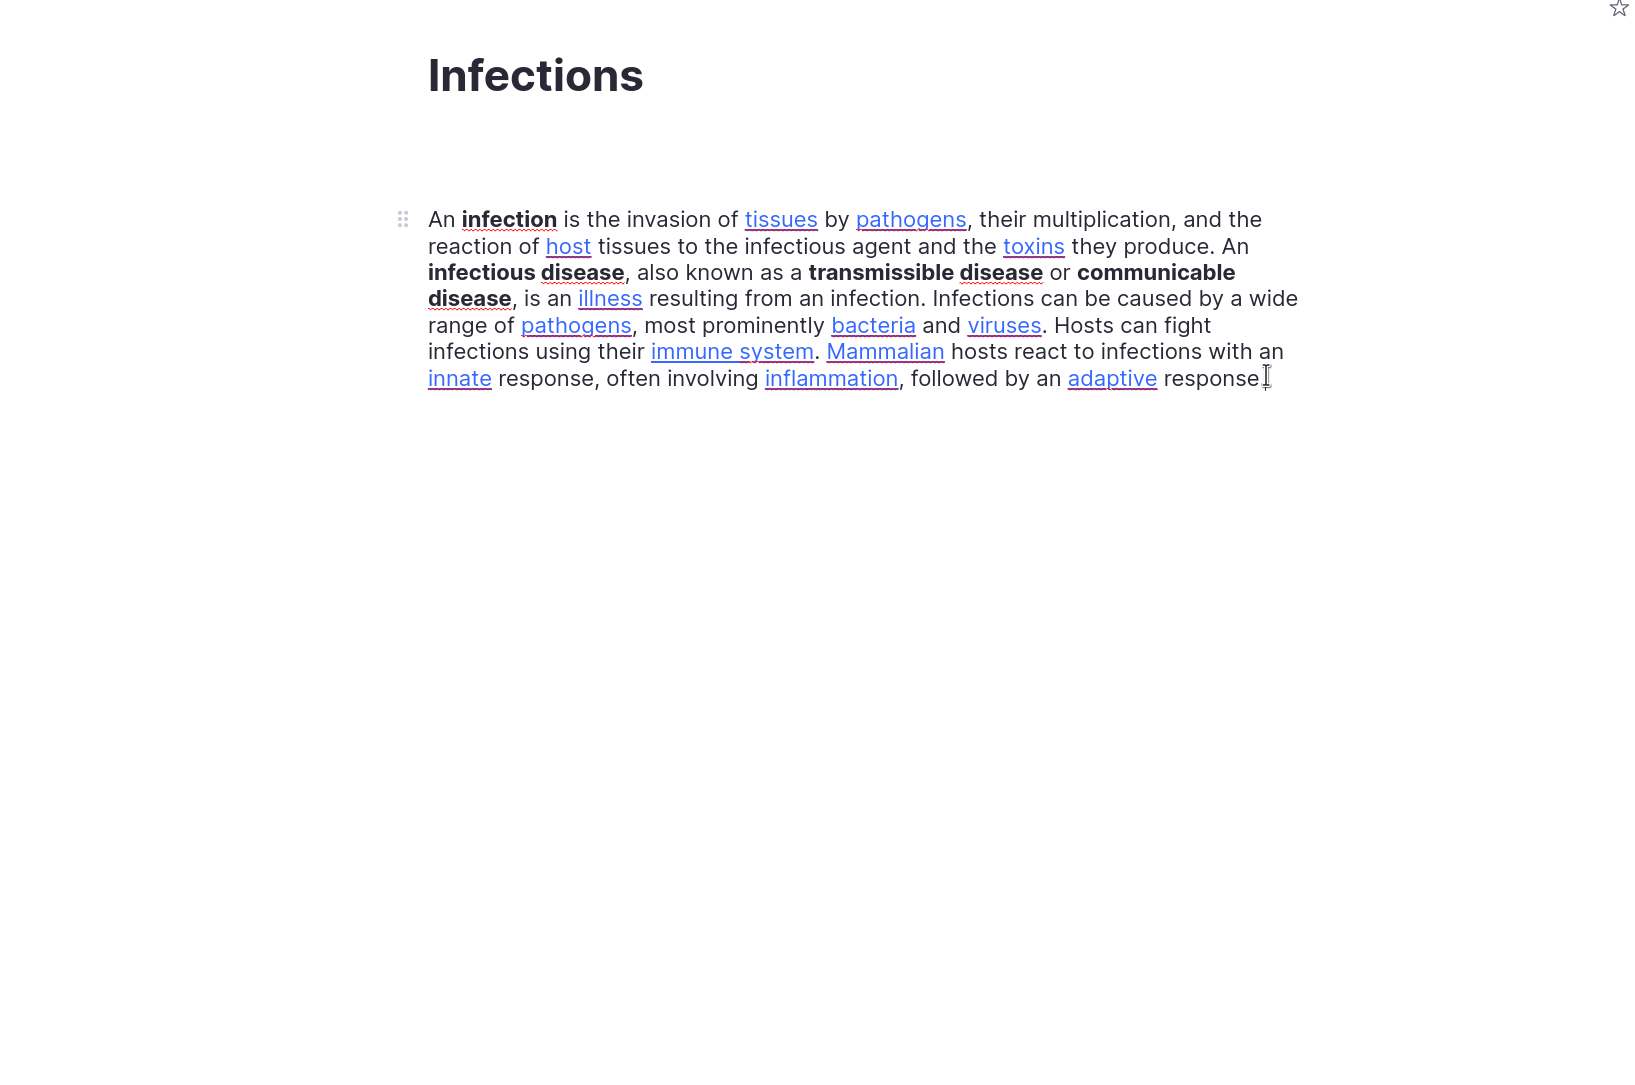 Infections
An infection is the invasion of tissues by pathogens, their multiplication, and the
reaction of host tissues to the infectious agent and the toxins they produce. An
infectious disease, also known as a transmissible disease or communicable
disease, is an illness resulting from an infection. Infections can be caused by a wide
range of pathogens, most prominently bacteria and viruses. Hosts can fight
infections using their immune system. Mammalian hosts react to infections with an
innate response, often involving inflammation, followed by an adaptive response